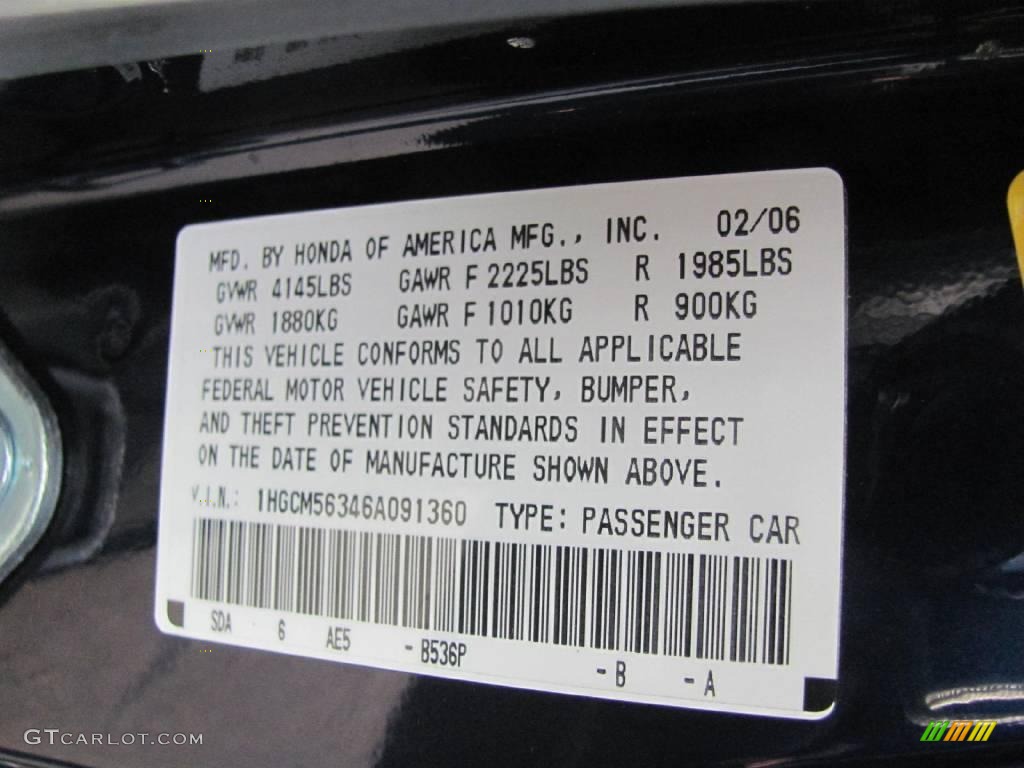 MFD. BY HONDA OF AMERICA MFG., INC. 02/06
GVWR 4145LBS GAWR F 2225LBS R 1985LBS
GVWR 1880KG GAWR F 1010KG R 900KG
THIS VEHICLE CONFORMS TO ALL APPLICABLE
FEDERAL MOTOR VEHICLE SAFETY, BUMPER,
AND THEFT PREVENTION STANDARDS IN EFFECT
ON THE DATE OF MANUFACTURE SHOWN ABOVE.
V.I.N.: 1HGCM56346A091360 TYPE: PASSENGER CAR
SDA 6 AE5 - B536P - B - A
GTCARLOT.COM